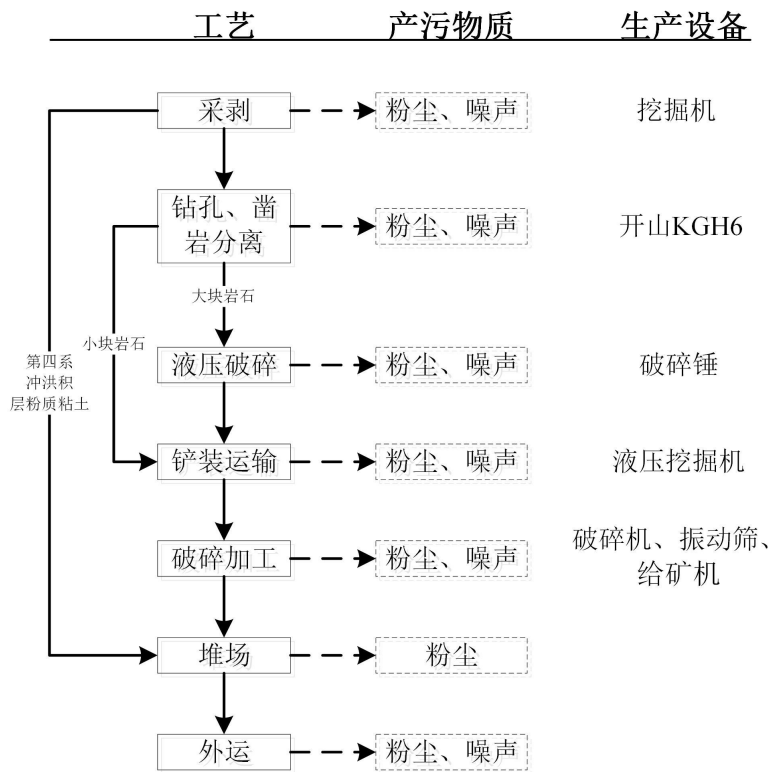 工艺 产污物质 生产设备
采剥 粉尘、噪声 挖掘机
钻孔、凿
岩分离
粉尘、噪声 开山KGH6
大块岩石
小块岩石
第四系
冲洪积
层粉质粘土
液压破碎 粉尘、噪声 破碎锤
铲装运输 粉尘、噪声 液压挖掘机
破碎加工 粉尘、噪声
破碎机、振动筛、
给矿机
堆场 粉尘
外运 粉尘、噪声